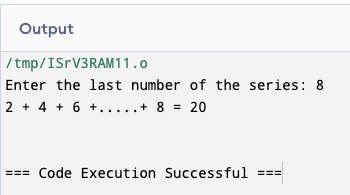 Output
/tmp/ISrV3RAM11.o
Enter the last number of the series: 8
2 + 4 + 6 +.....+ 8 = 20
=== Code Execution Successful ===